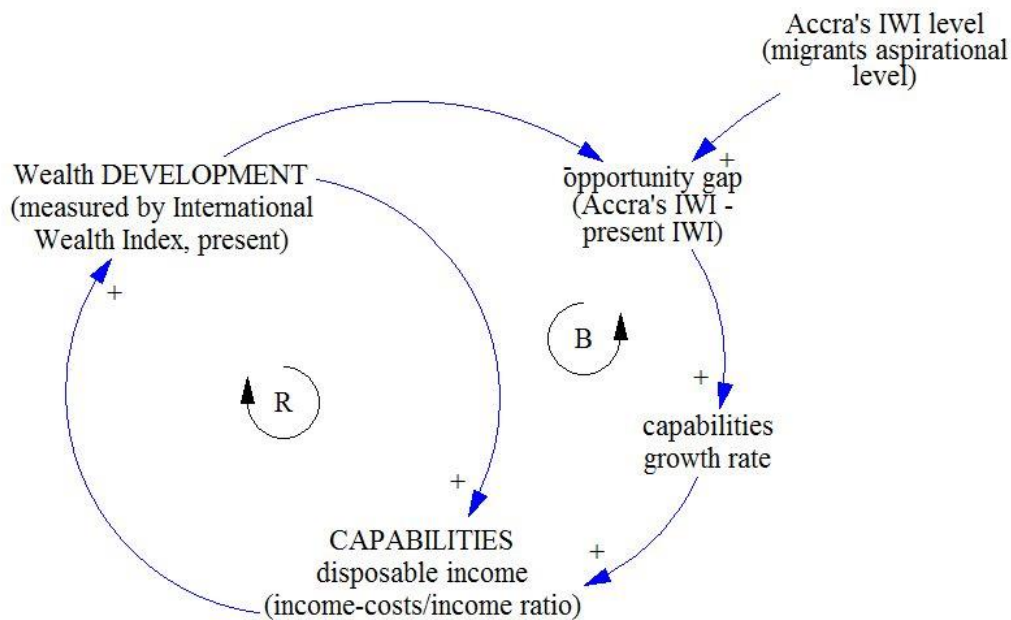 Accra's IWI level
(migrants aspirational
level)
Wealth DEVELOPMENT
(measured by International
Wealth Index, present)
+
-
opportunity gap
(Accra's IWI -
present IWI)
+
B
R
+
capabilities
growth rate
+
+
CAPABILITIES
disposable income
(income-costs/income ratio)